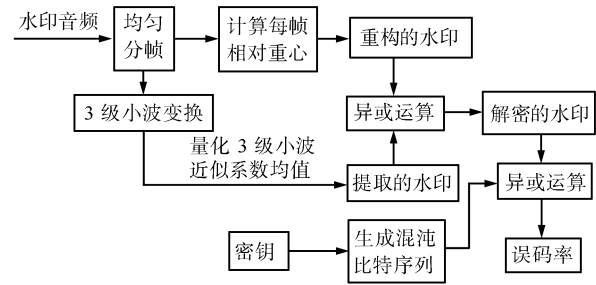 水印音频
均匀
分帧
计算每帧
相对重心
重构的水印
3 级小波变换
异或运算
解密的水印
量化 3 级小波
近似系数均值
提取的水印
异或运算
密钥
生成混沌
比特序列
误码率